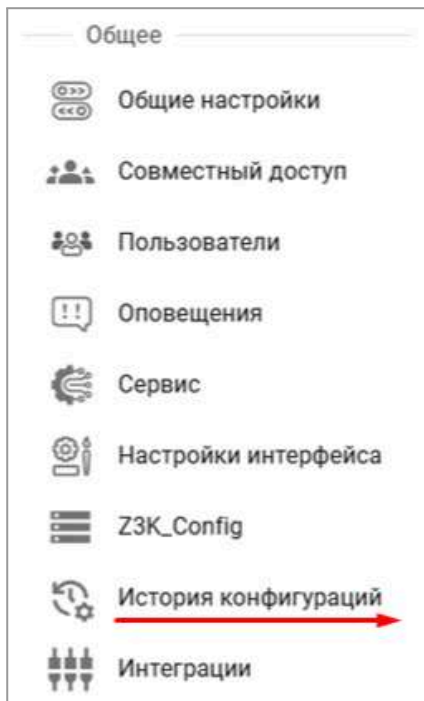 Общее
Общие настройки
Совместный доступ
Пользователи
Оповещения
Сервис
Настройки интерфейса
Z3K_Config
История конфигураций
Интеграции